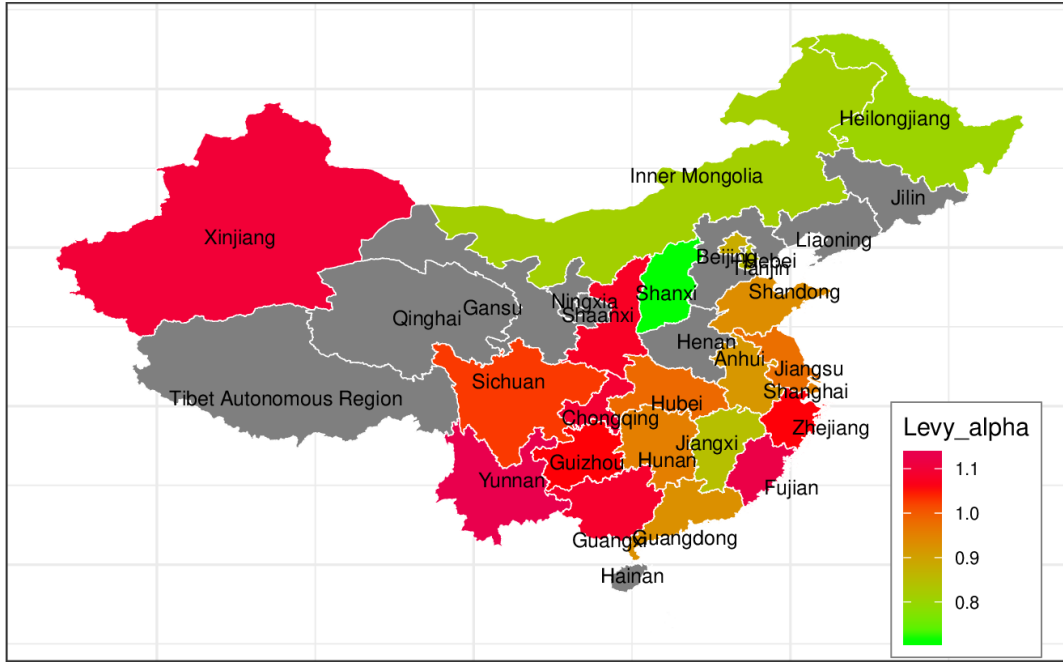 Heilongjiang
Inner Mongolia
Jilin
Xinjiang
Liaoning
Beijing
Hebei
Tianjin
Shanxi
Shandong
Ningxia
Gansu
Shaanxi
Qinghai
Henan
Anhui
Jiangsu
Sichuan
Shanghai
Tibet Autonomous Region
Hubei
Chongqing
Zhejiang
Jiangxi
Guizhou
Hunan
Yunnan
Fujian
Guangxi
Guangdong
Hainan
Levy_alpha
1.1
1.0
0.9
0.8